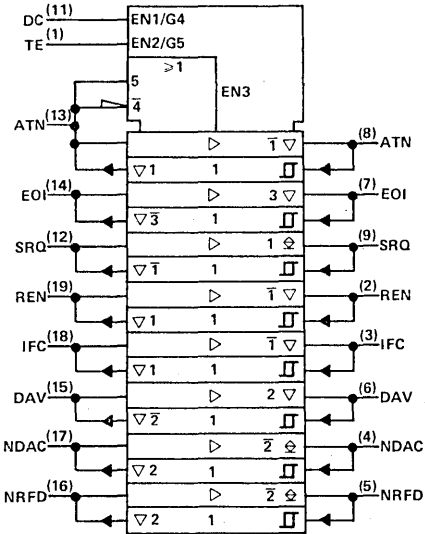 DC (11) EN1/G4
TE (1) EN2/G5
≥1
5 EN3
4̅
ATN (13)
▷ 1̅ ▽ (8) ATN
▽1 1
EOI (14) ▷ 3 ▽ (7) EOI
▽3̅ 1
SRQ (12) ▷ 1 (9) SRQ
▽1̅ 1
REN (19) ▷ 1̅ ▽ (2) REN
▽1 1
IFC (18) ▷ 1̅ ▽ (3) IFC
▽1 1
DAV (15) ▷ 2 ▽ (6) DAV
▽2̅ 1
NDAC (17) ▷ 2̅ (4) NDAC
▽2 1
NRFD (16) ▷ 2̅ (5) NRFD
▽2 1